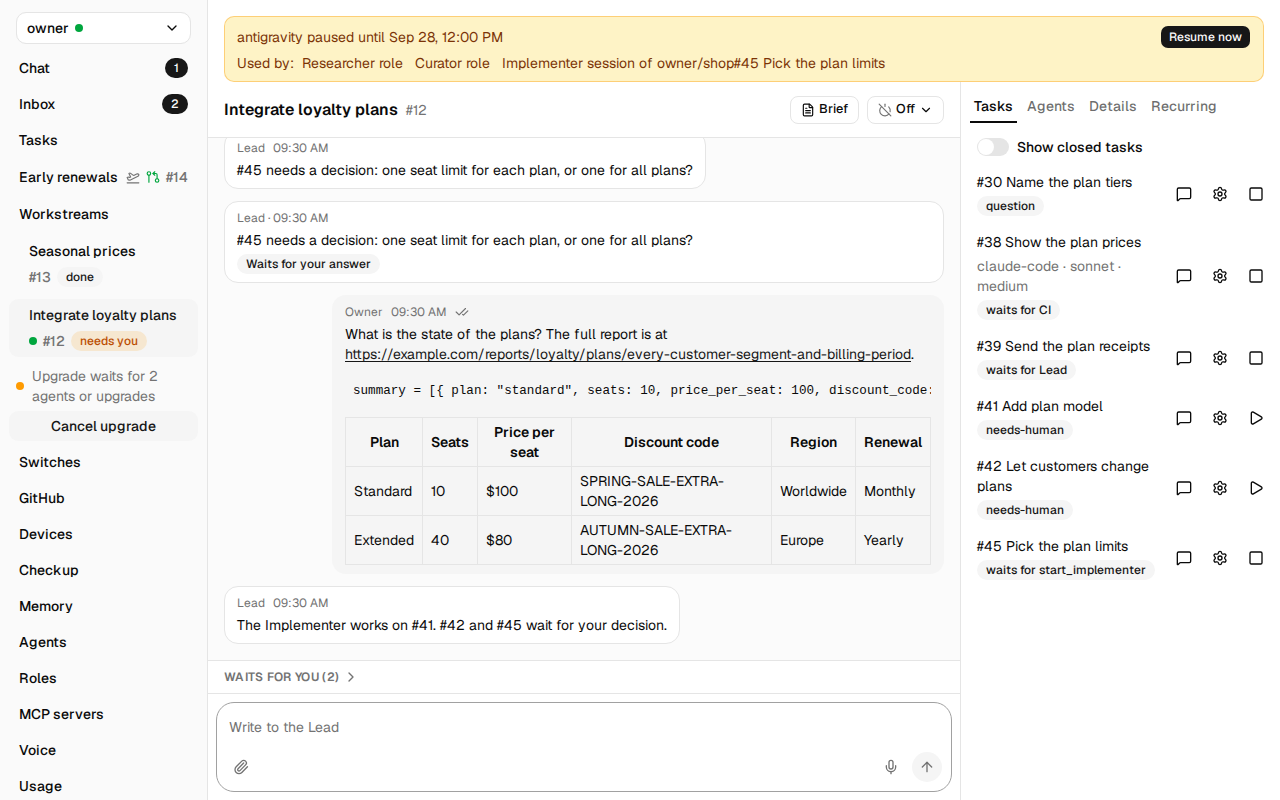 owner
Chat 1
Inbox 2
Tasks
Early renewals #14
Workstreams
Seasonal prices
#13 done
Integrate loyalty plans
#12 needs you
Upgrade waits for 2
agents or upgrades
Cancel upgrade
Switches
GitHub
Devices
Checkup
Memory
Agents
Roles
MCP servers
Voice
Usage
antigravity paused until Sep 28, 12:00 PM
Resume now
Used by: Researcher role Curator role Implementer session of owner/shop#45 Pick the plan limits
Integrate loyalty plans #12
Brief
Off
Lead 09:30 AM
#45 needs a decision: one seat limit for each plan, or one for all plans?
Lead · 09:30 AM
#45 needs a decision: one seat limit for each plan, or one for all plans?
Waits for your answer
Owner 09:30 AM
What is the state of the plans? The full report is at
https://example.com/reports/loyalty/plans/every-customer-segment-and-billing-period.
summary = [{ plan: "standard", seats: 10, price_per_seat: 100, discount_code:
Plan Seats Price per seat Discount code Region Renewal
Standard 10 $100 SPRING-SALE-EXTRA-LONG-2026 Worldwide Monthly
Extended 40 $80 AUTUMN-SALE-EXTRA-LONG-2026 Europe Yearly
Lead 09:30 AM
The Implementer works on #41. #42 and #45 wait for your decision.
WAITS FOR YOU (2)
Write to the Lead
Tasks Agents Details Recurring
Show closed tasks
#30 Name the plan tiers
question
#38 Show the plan prices
claude-code · sonnet ·
medium
waits for CI
#39 Send the plan receipts
waits for Lead
#41 Add plan model
needs-human
#42 Let customers change
plans
needs-human
#45 Pick the plan limits
waits for start_implementer